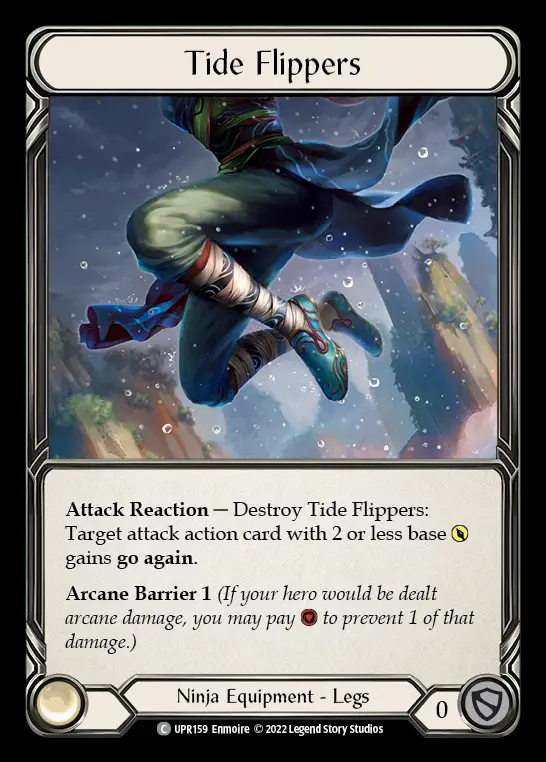 Tide Flippers
Attack Reaction — Destroy Tide Flippers:
Target attack action card with 2 or less base
gains go again.
Arcane Barrier 1 (If your hero would be dealt
arcane damage, you may pay to prevent 1 of that
damage.)
Ninja Equipment - Legs
0
C UPR159 Enmoire © 2022 Legend Story Studios